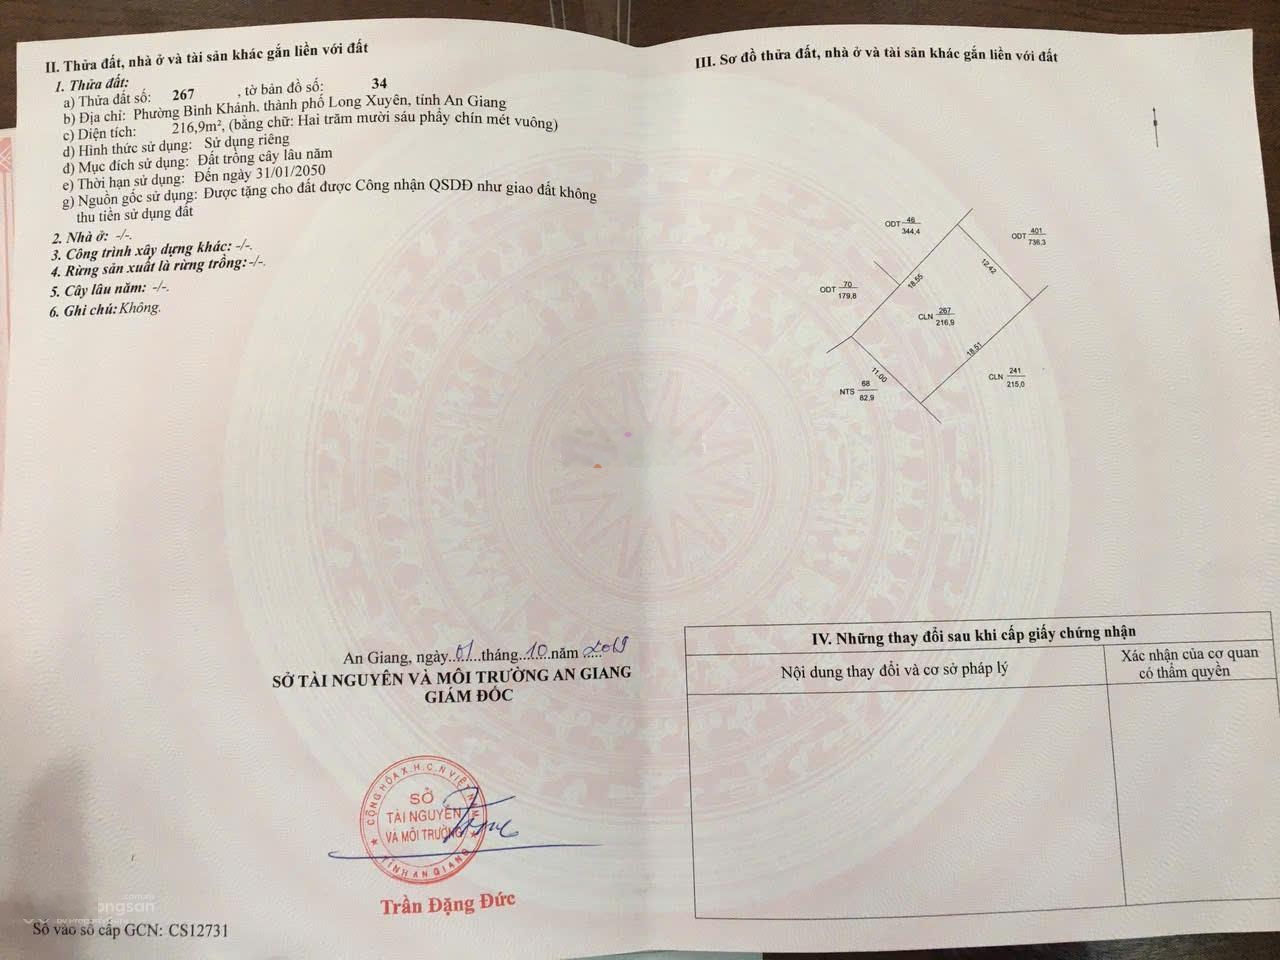 II. Thửa đất, nhà ở và tài sản khác gắn liền với đất
1. Thửa đất:
a) Thửa đất số: 267 , tờ bản đồ số: 34
b) Địa chỉ: Phường Bình Khánh, thành phố Long Xuyên, tỉnh An Giang
c) Diện tích: 216,9m², (bằng chữ: Hai trăm mười sáu phẩy chín mét vuông)
d) Hình thức sử dụng: Sử dụng riêng
đ) Mục đích sử dụng: Đất trồng cây lâu năm
e) Thời hạn sử dụng: Đến ngày 31/01/2050
g) Nguồn gốc sử dụng: Được tặng cho đất được Công nhận QSDĐ như giao đất không
thu tiền sử dụng đất
2. Nhà ở: -/-.
3. Công trình xây dựng khác: -/-.
4. Rừng sản xuất là rừng trồng: -/-.
5. Cây lâu năm: -/-.
6. Ghi chú: Không.
An Giang, ngày 01 tháng 10 năm 2019
SỞ TÀI NGUYÊN VÀ MÔI TRƯỜNG AN GIANG
GIÁM ĐỐC
CỘNG HÒA X.H.C.N VIỆT NAM
SỞ
TÀI NGUYÊN
VÀ MÔI TRƯỜNG
TỈNH AN GIANG
Trần Đặng Đức
Số vào sổ cấp GCN: CS12731
III. Sơ đồ thửa đất, nhà ở và tài sản khác gắn liền với đất
ODT 46
344,4
ODT 401
736,3
12.42
18.55
ODT 70
179,8
CLN 267
216,9
18.51
11.00
CLN 241
215,0
NTS 68
82,9
IV. Những thay đổi sau khi cấp giấy chứng nhận
Nội dung thay đổi và cơ sở pháp lý
Xác nhận của cơ quan
có thẩm quyền